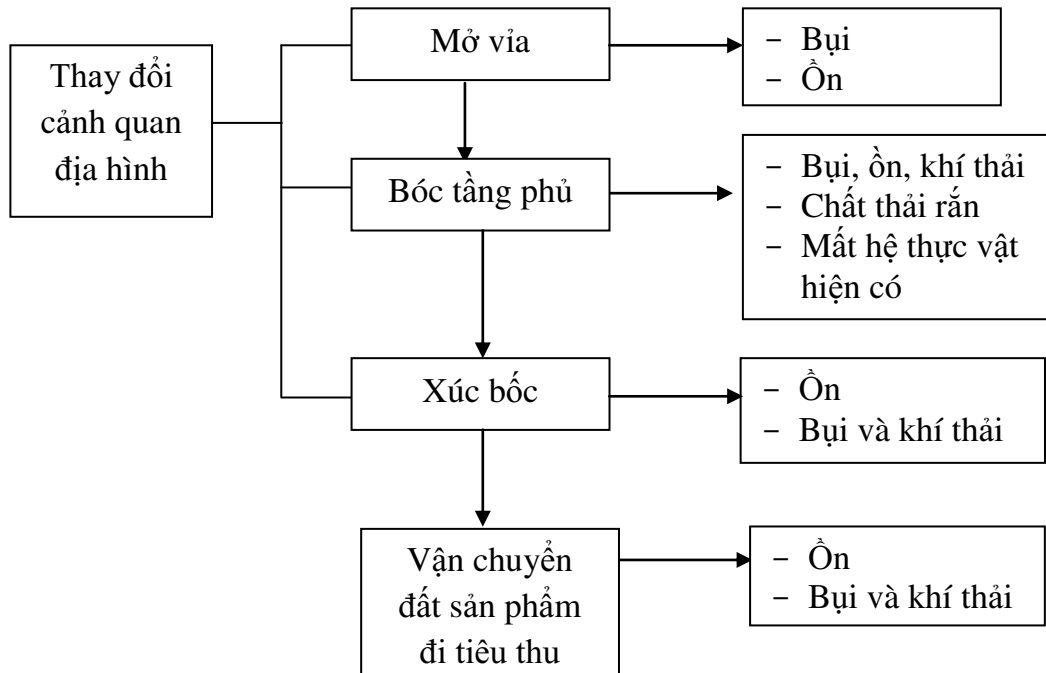 Thay đổi
cảnh quan
địa hình
Mở vỉa
- Bụi
- Ồn
Bóc tầng phủ
- Bụi, ồn, khí thải
- Chất thải rắn
- Mất hệ thực vật
hiện có
Xúc bốc
- Ồn
- Bụi và khí thải
Vận chuyển
đất sản phẩm
đi tiêu thu
- Ồn
- Bụi và khí thải